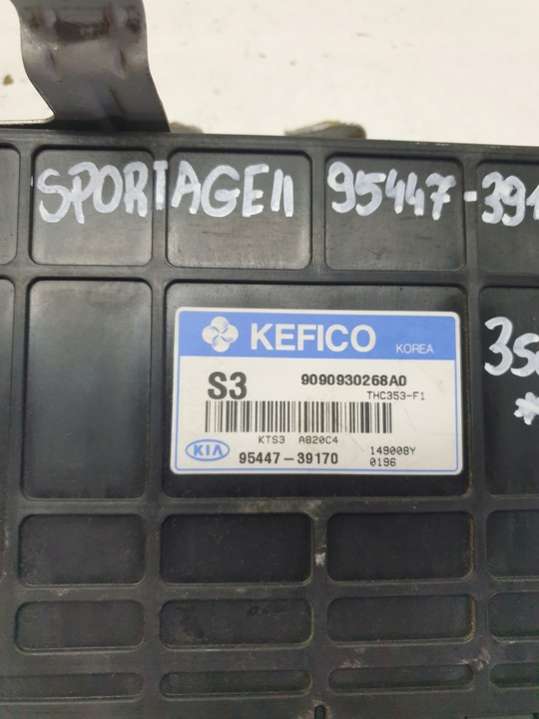 SPORTAGE II 95447-391
KEFICO KOREA
S3 9090930268A0
THC353-F1
KTS3 AB20C4
KIA 95447-39170
149008Y
0196
*